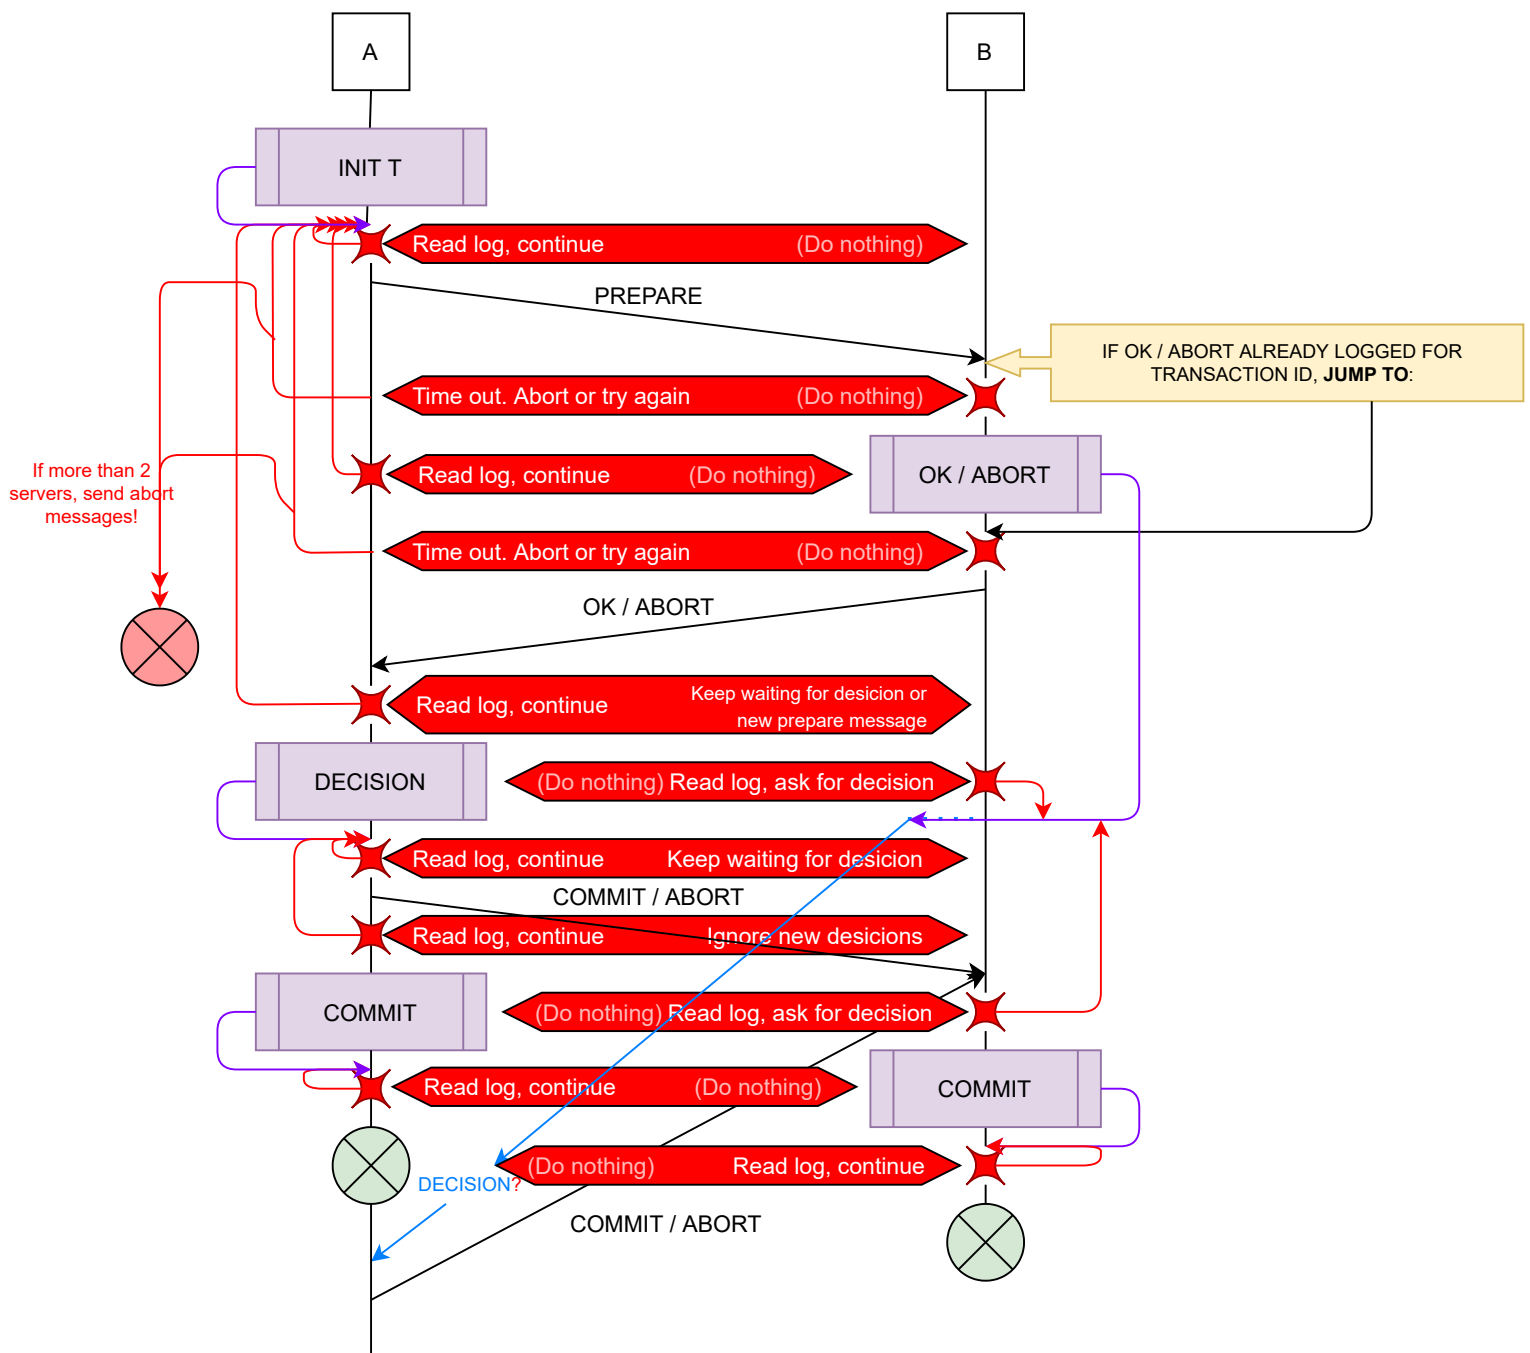 A
B
INIT T
Read log, continue (Do nothing)
PREPARE
IF OK / ABORT ALREADY LOGGED FOR
TRANSACTION ID, JUMP TO:
Time out. Abort or try again (Do nothing)
If more than 2
servers, send abort
messages!
Read log, continue (Do nothing)
OK / ABORT
Time out. Abort or try again (Do nothing)
OK / ABORT
Read log, continue
Keep waiting for desicion or
new prepare message
DECISION
(Do nothing) Read log, ask for decision
Read log, continue Keep waiting for desicion
COMMIT / ABORT
Read log, continue Ignore new desicions
COMMIT
(Do nothing) Read log, ask for decision
Read log, continue (Do nothing)
COMMIT
(Do nothing) Read log, continue
DECISION?
COMMIT / ABORT